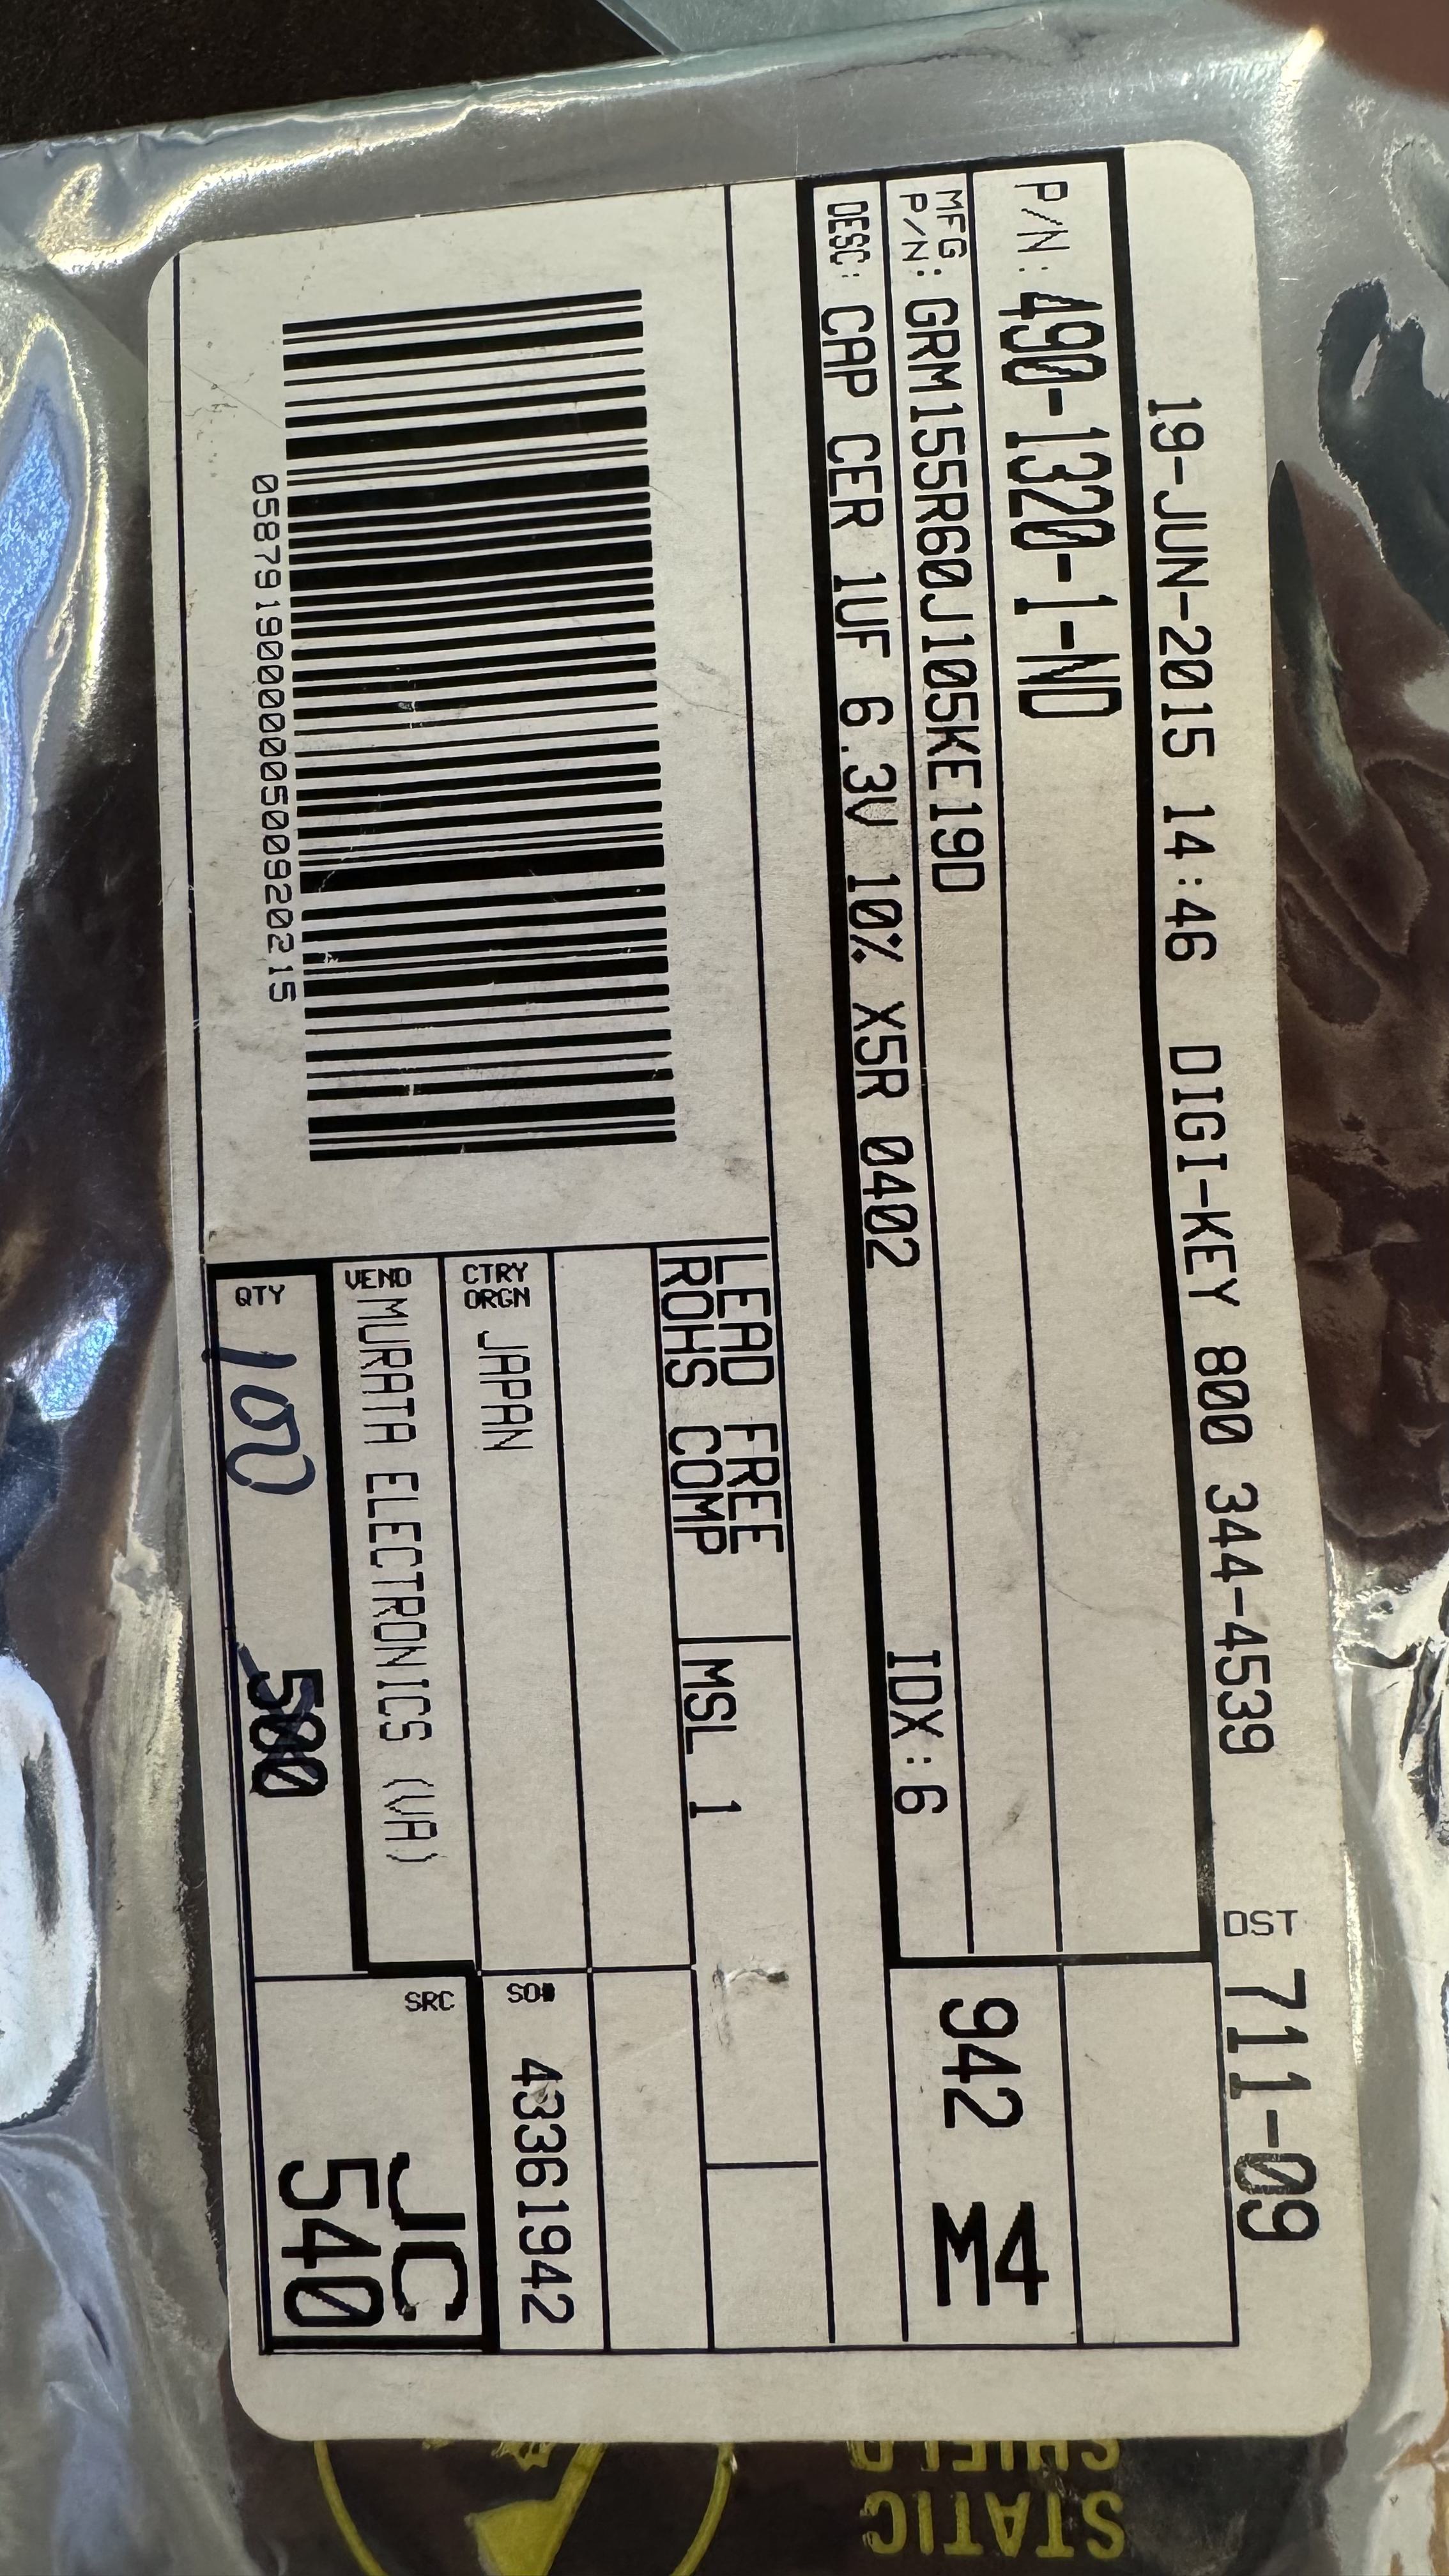 19-JUN-2015 14:46 DIGI-KEY 800 344-4539 DST 711-09
P/N: 490-1320-1-ND
MFG P/N: GRM155R60J105KE19D
942 M4
DESC: CAP CER 1UF 6.3V 10% X5R 0402 IDX:6
LEAD FREE
ROHS COMP
MSL 1
CTRY ORGN JAPAN
SO# 43361942
VEND MURATA ELECTRONICS (VA)
SRC JC
540
QTY 100 500
0587919000000500920215
STATIC
SHIELD